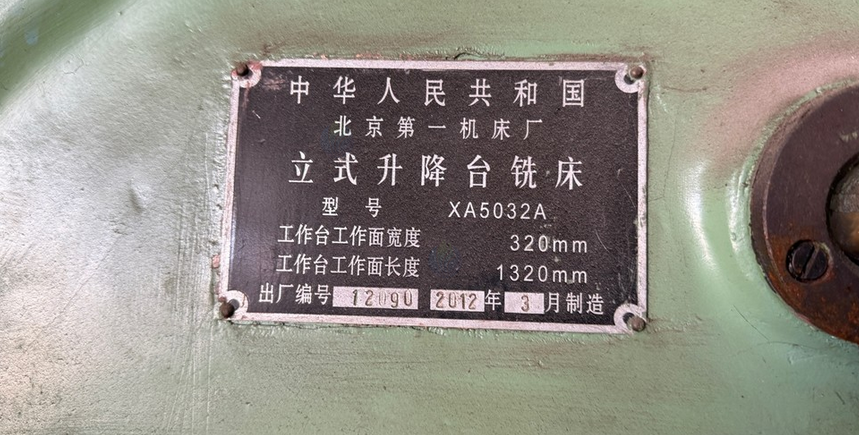 中华人民共和国
北京第一机床厂
立式升降台铣床
型号 XA5032A
工作台工作面宽度 320mm
工作台工作面长度 1320mm
出厂编号 12090 2012年 3 月制造